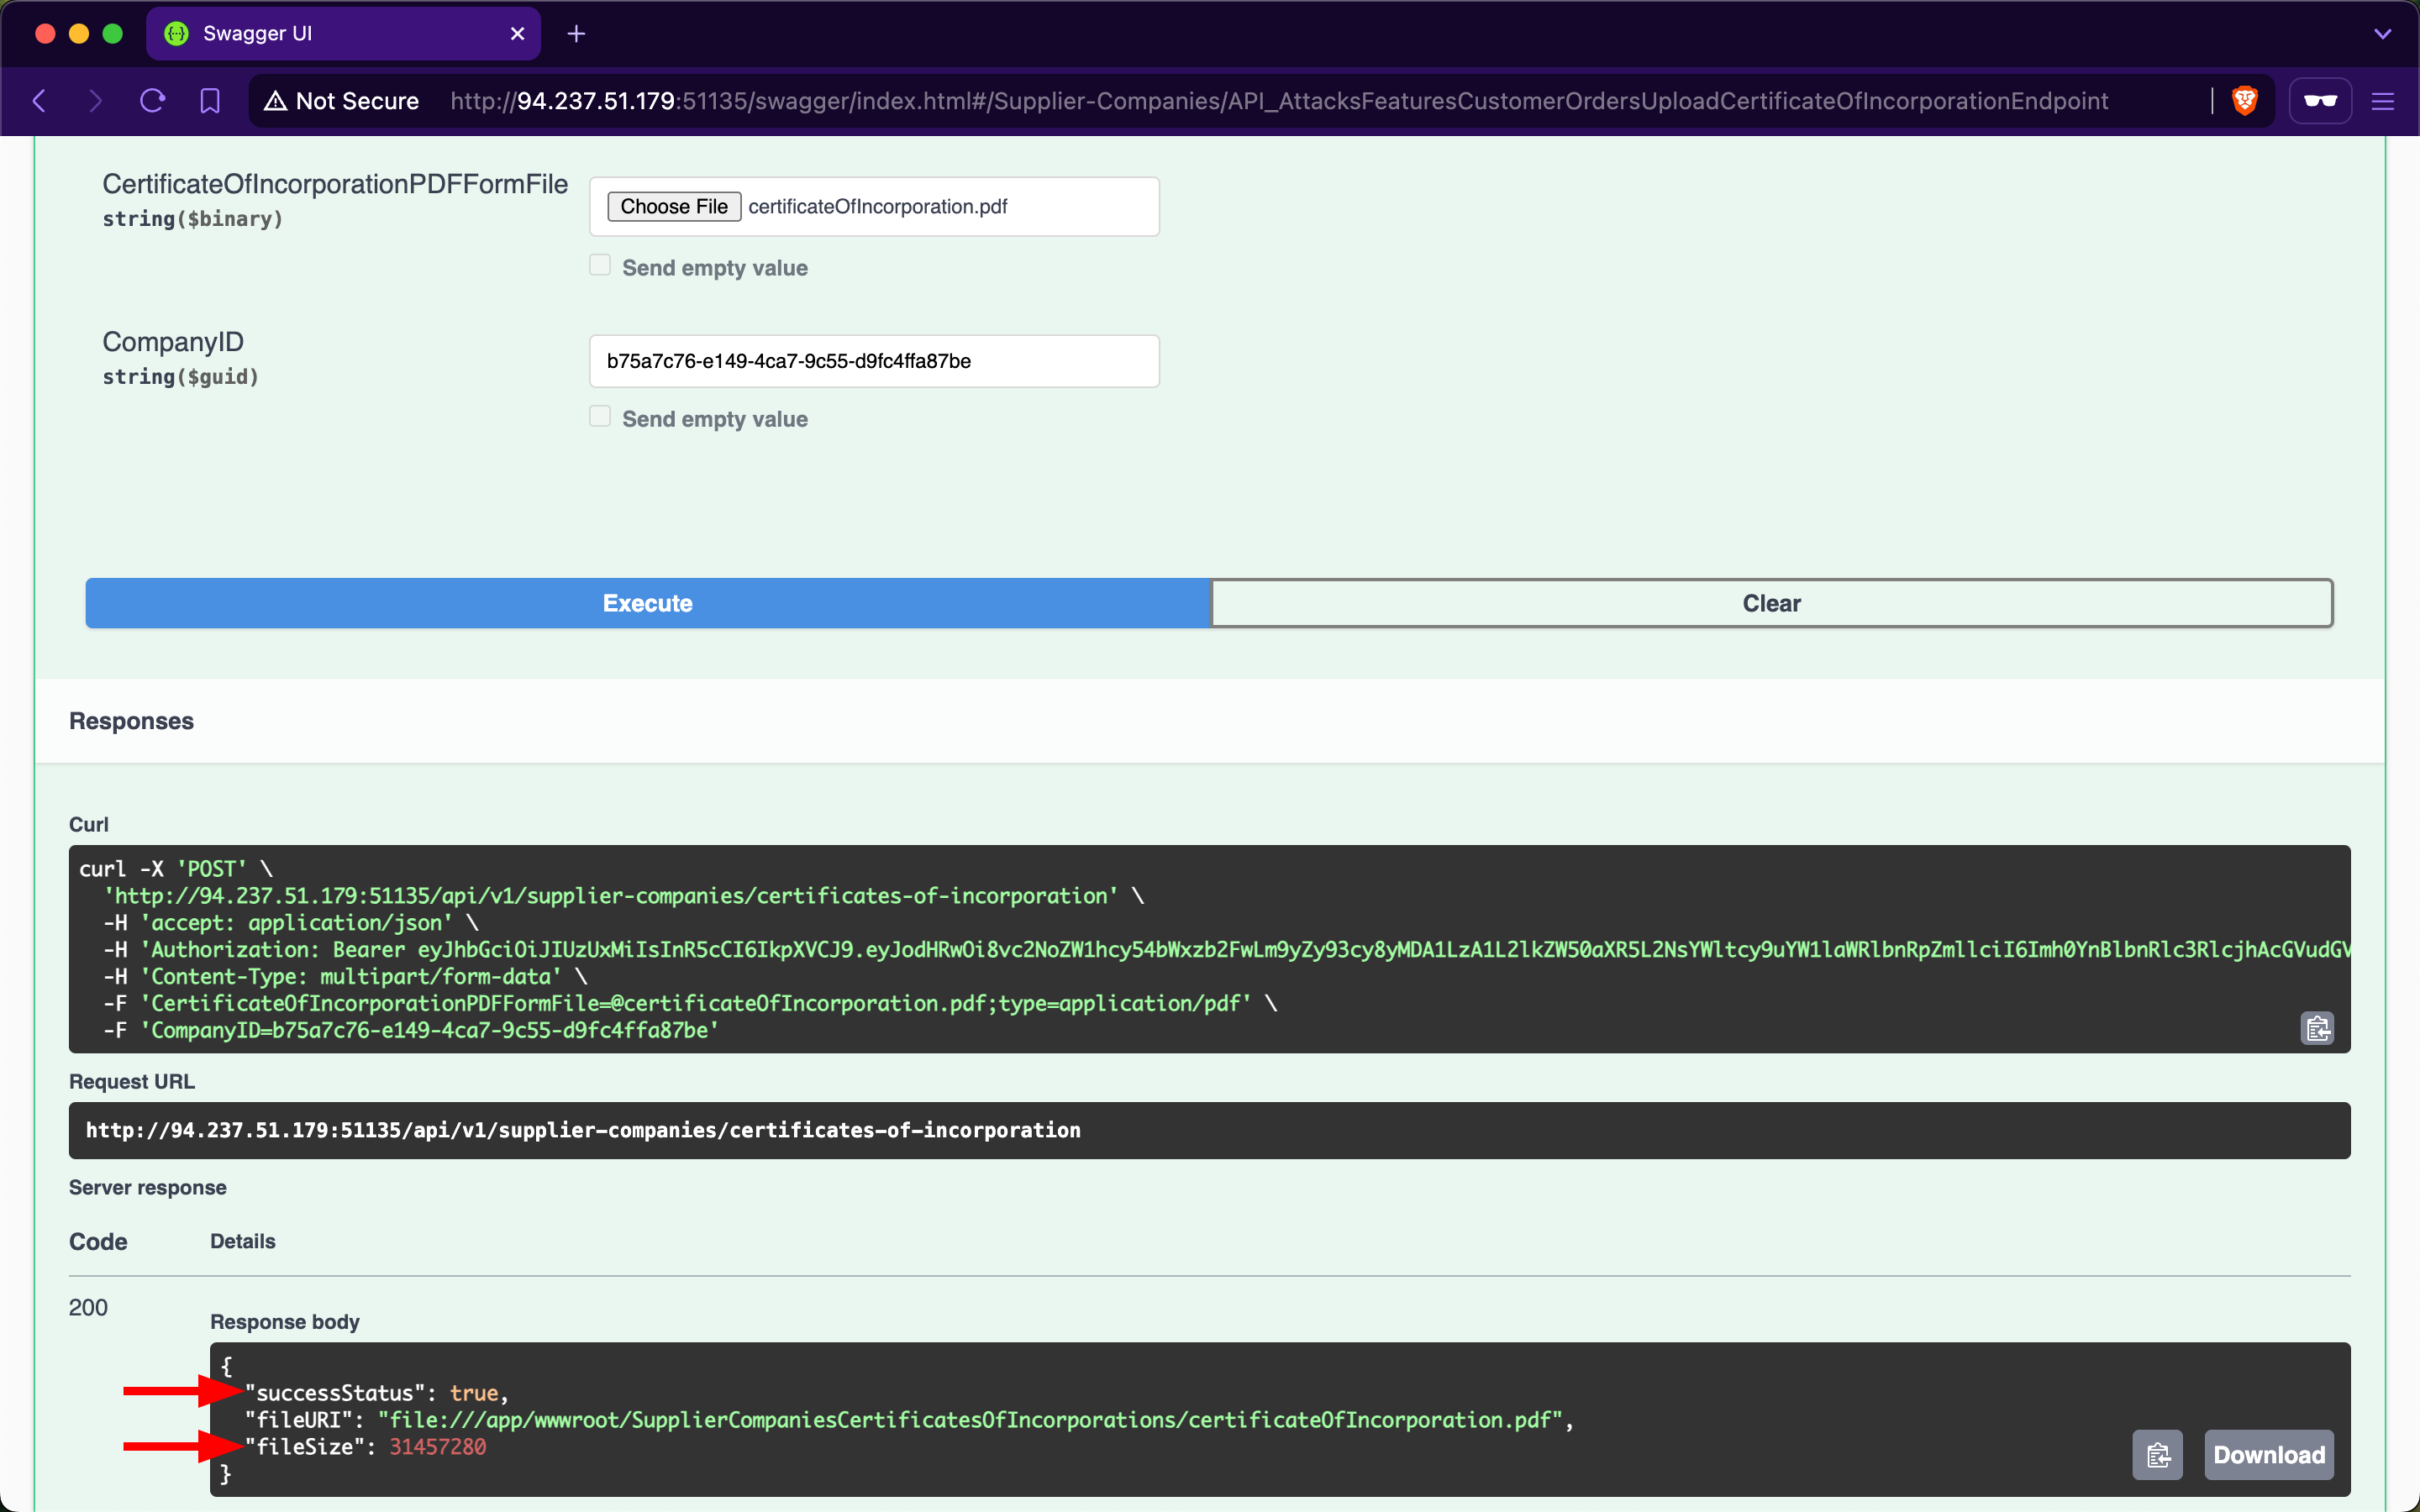 Swagger UI
Not Secure http://94.237.51.179:51135/swagger/index.html#/Supplier-Companies/API_AttacksFeaturesCustomerOrdersUploadCertificateOfIncorporationEndpoint
CertificateOfIncorporationPDFFormFile
string($binary)
Choose File certificateOfIncorporation.pdf
Send empty value
CompanyID
string($guid)
b75a7c76-e149-4ca7-9c55-d9fc4ffa87be
Send empty value
Execute
Clear
Responses
Curl
curl -X 'POST' \
'http://94.237.51.179:51135/api/v1/supplier-companies/certificates-of-incorporation' \
-H 'accept: application/json' \
-H 'Authorization: Bearer eyJhbGciOiJIUzUxMiIsInR5cCI6IkpXVCJ9.eyJodHRwOi8vc2NoZW1hcy54bWxzb2FwLm9yZy93cy8yMDA1LzA1L2lkZW50aXR5L2NsYWltcy9uYW1laWRlbnRpZmllciI6Imh0YnBlbnRlc3RlcjhAcGVudGV
-H 'Content-Type: multipart/form-data' \
-F 'CertificateOfIncorporationPDFFormFile=@certificateOfIncorporation.pdf;type=application/pdf' \
-F 'CompanyID=b75a7c76-e149-4ca7-9c55-d9fc4ffa87be'
Request URL
http://94.237.51.179:51135/api/v1/supplier-companies/certificates-of-incorporation
Server response
Code Details
200
Response body
{
"successStatus": true,
"fileURI": "file:///app/wwwroot/SupplierCompaniesCertificatesOfIncorporations/certificateOfIncorporation.pdf",
"fileSize": 31457280
}
Download